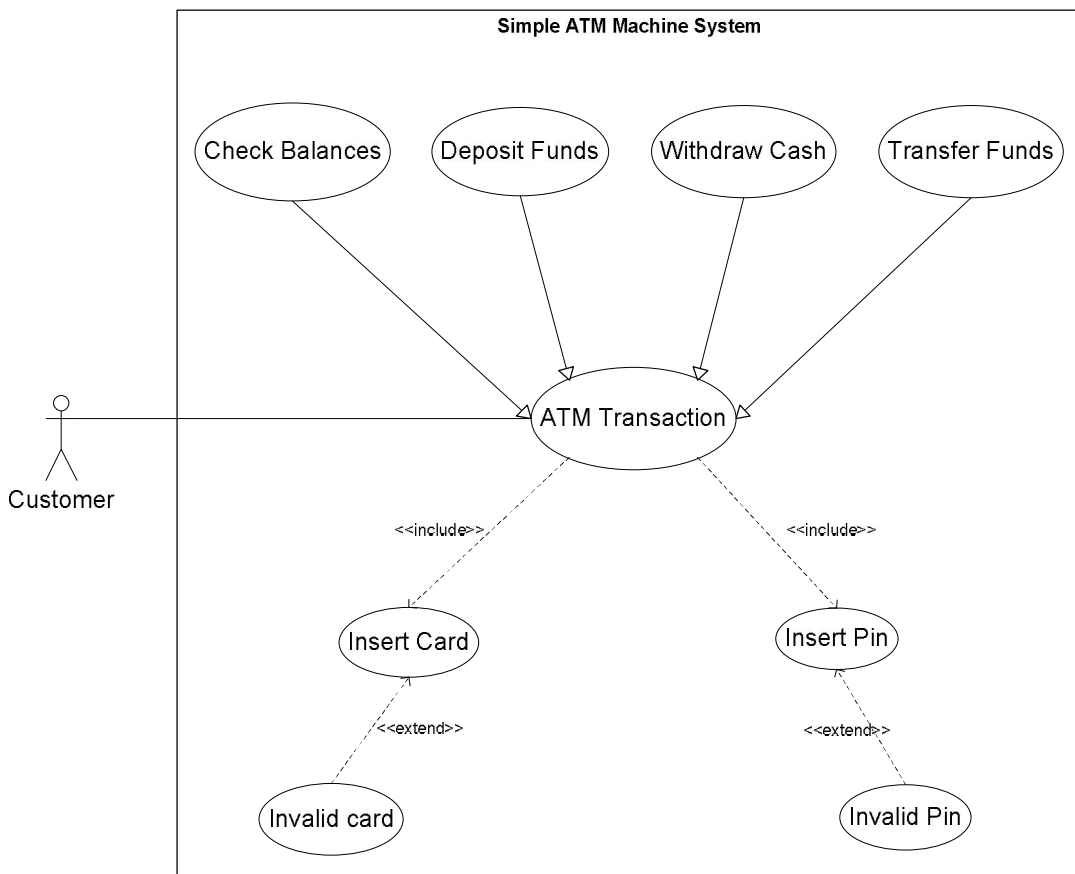 Simple ATM Machine System
Check Balances
Deposit Funds
Withdraw Cash
Transfer Funds
ATM Transaction
Customer
<<include>>
<<include>>
Insert Card
Insert Pin
<<extend>>
<<extend>>
Invalid card
Invalid Pin